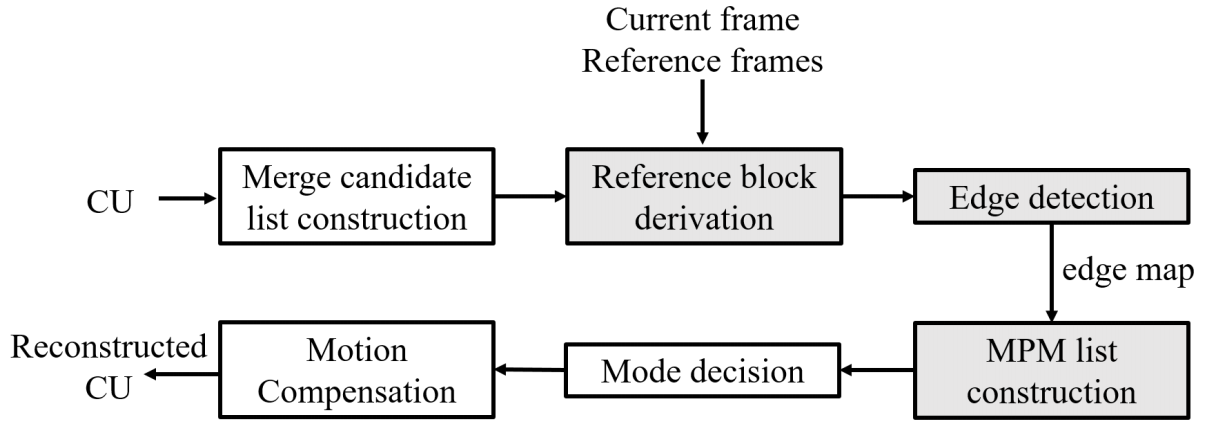 Current frame
Reference frames
CU
Merge candidate
list construction
Reference block
derivation
Edge detection
edge map
MPM list
construction
Mode decision
Motion
Compensation
Reconstructed
CU